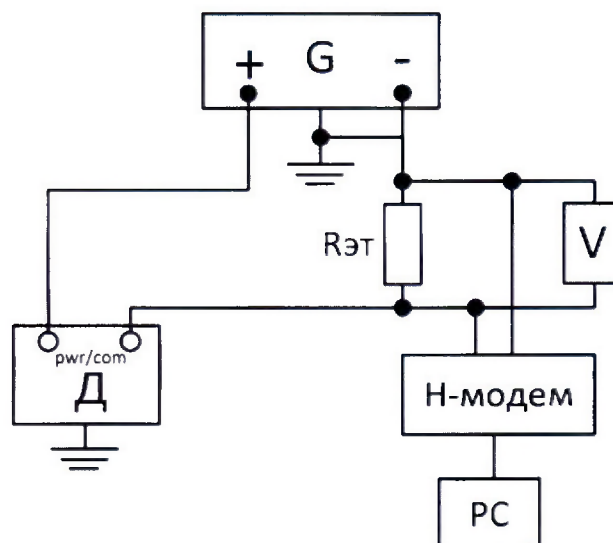 + G -
Rэт
V
pwr/com
Д
Н-модем
PC